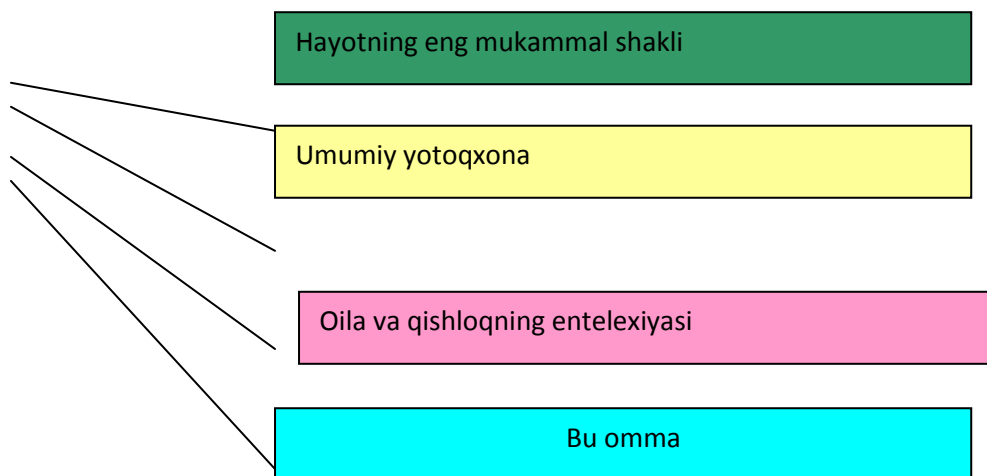 Hayotning eng mukammal shakli
Umumiy yotoqxona
Oila va qishloqning entelexiyasi
Bu omma